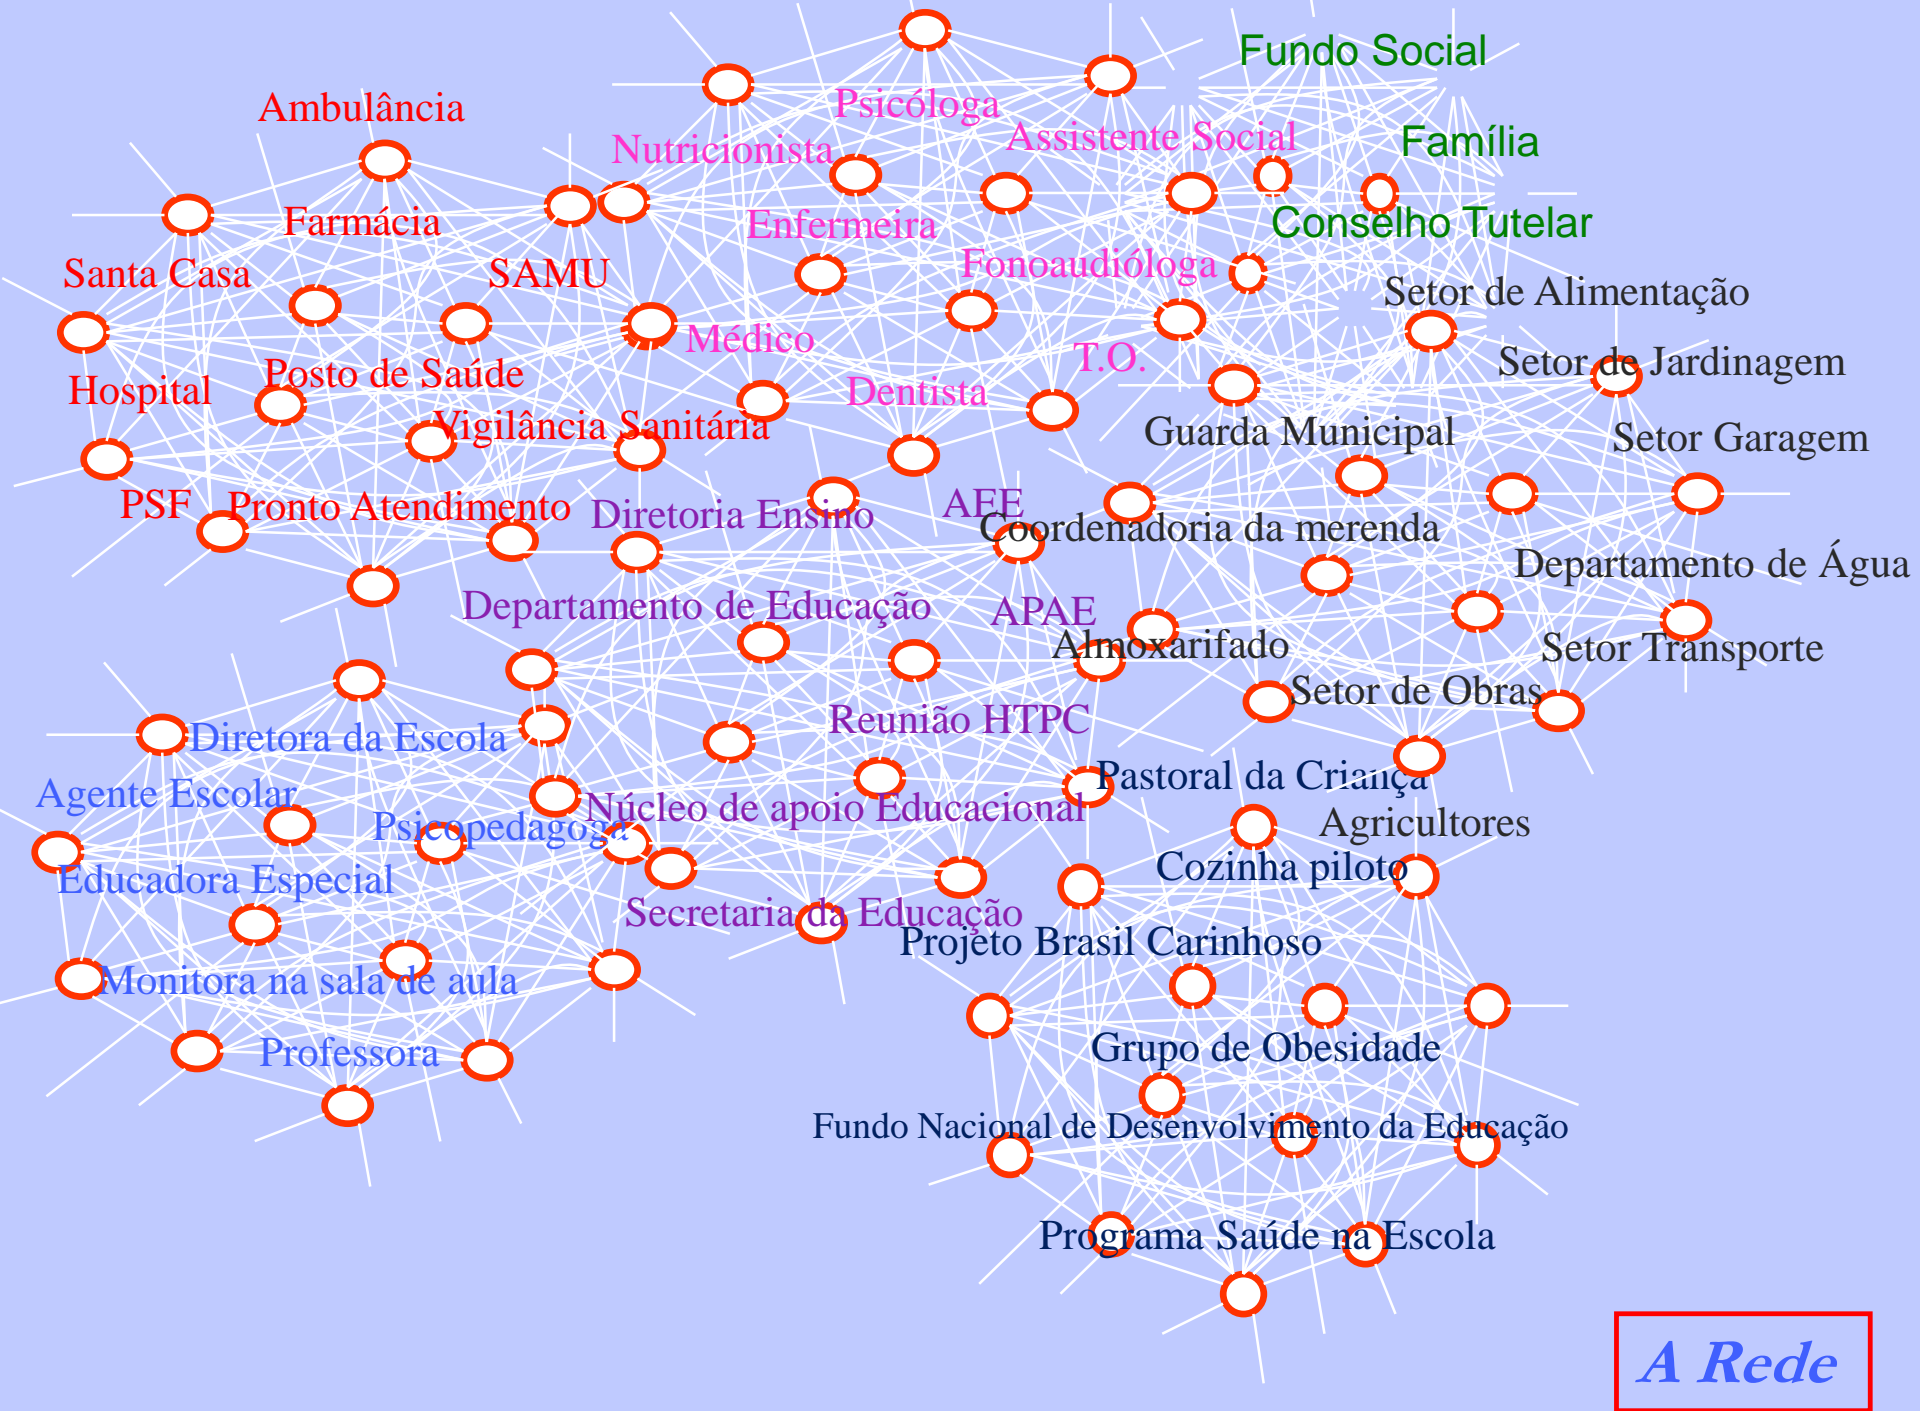 Fundo Social
Psicóloga
Ambulância
Assistente Social
Família
Nutricionista
Farmácia
Enfermeira
Conselho Tutelar
Santa Casa
SAMU
Fonoaudióloga
Setor de Alimentação
Médico
T.O.
Setor de Jardinagem
Hospital
Posto de Saúde
Dentista
Vigilância Sanitária
Guarda Municipal
Setor Garagem
PSF
Pronto Atendimento
Diretoria Ensino
AEE
Coordenadoria da merenda
Departamento de Água
Departamento de Educação
APAE
Almoxarifado
Setor Transporte
Setor de Obras
Diretora da Escola
Reunião HTPC
Pastoral da Criança
Agente Escolar
Psicopedagoga
Núcleo de apoio Educacional
Agricultores
Cozinha piloto
Educadora Especial
Secretaria da Educação
Projeto Brasil Carinhoso
Monitora na sala de aula
Professora
Grupo de Obesidade
Fundo Nacional de Desenvolvimento da Educação
Programa Saúde na Escola
A Rede